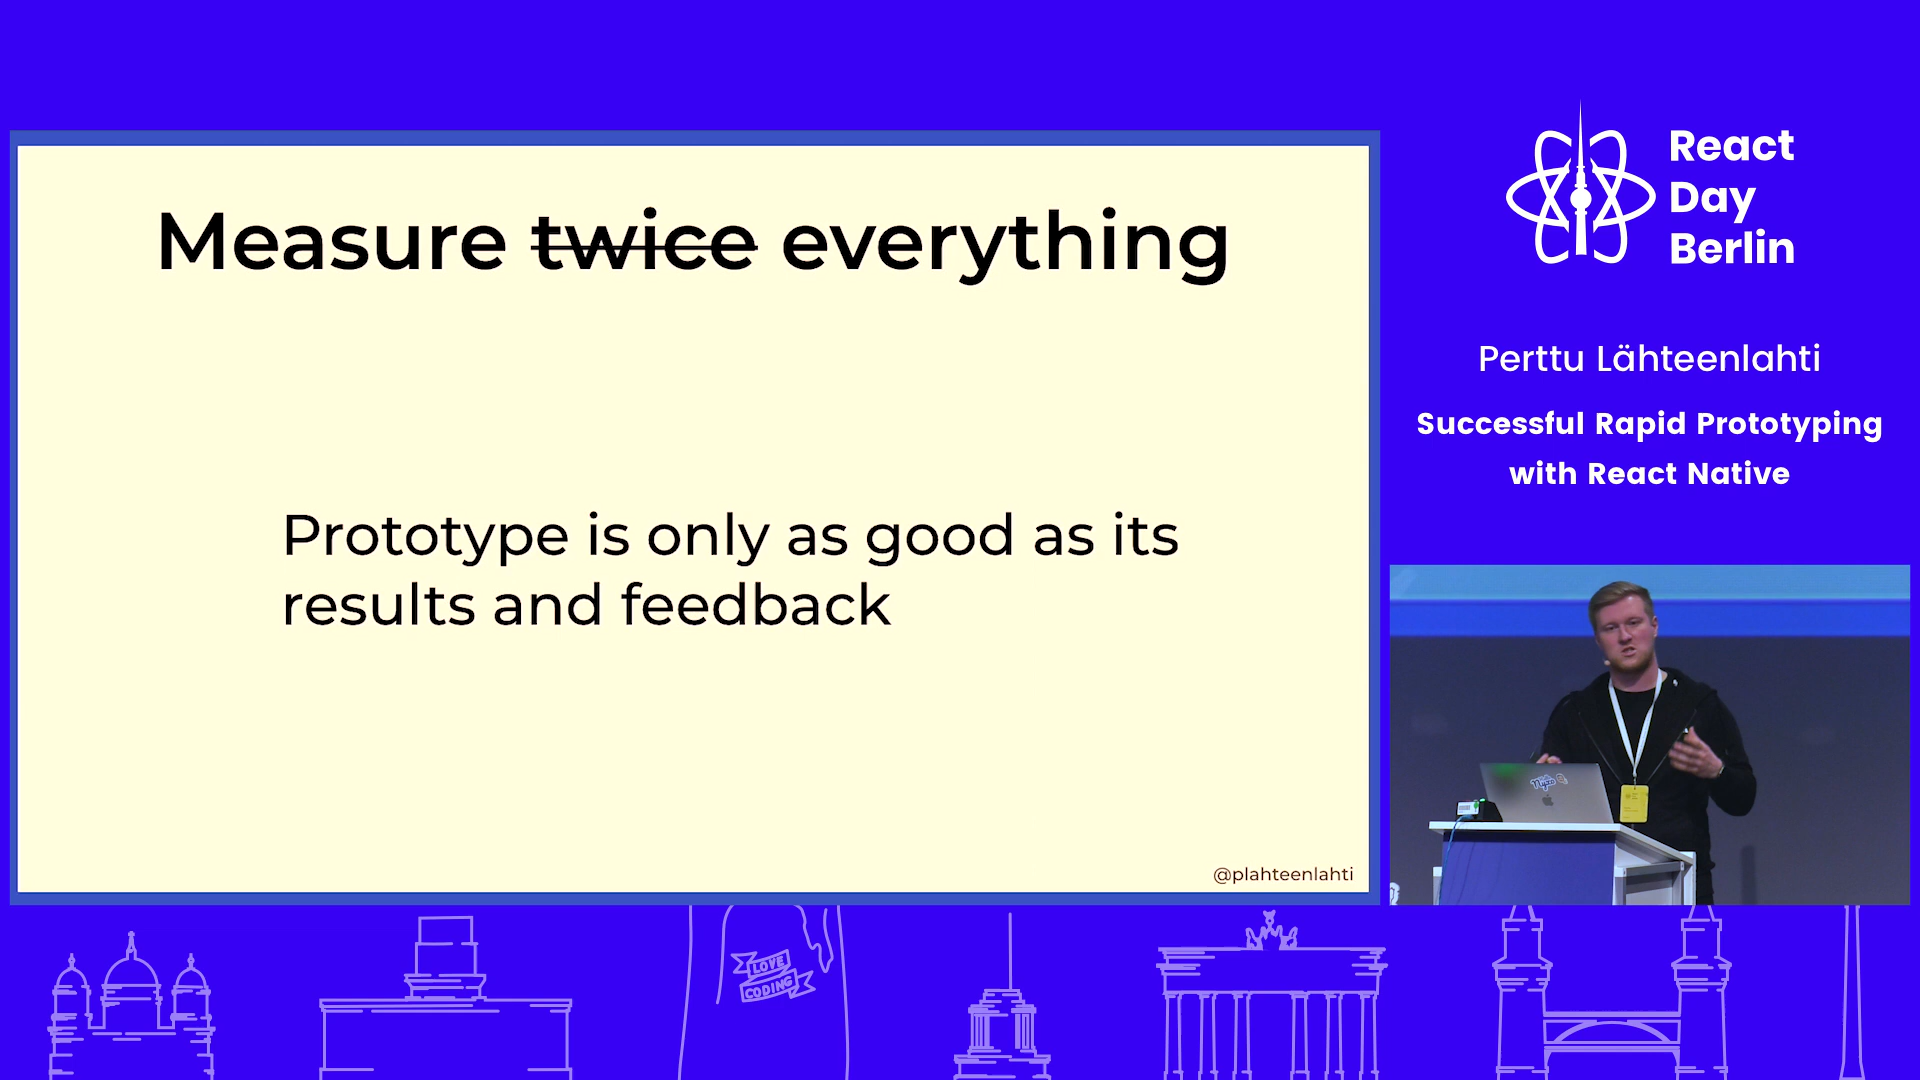 Measure twice everything
Prototype is only as good as its
results and feedback
@plahteenlahti
React
Day
Berlin
Perttu Lähteenlahti
Successful Rapid Prototyping
with React Native
LOVE
CODING